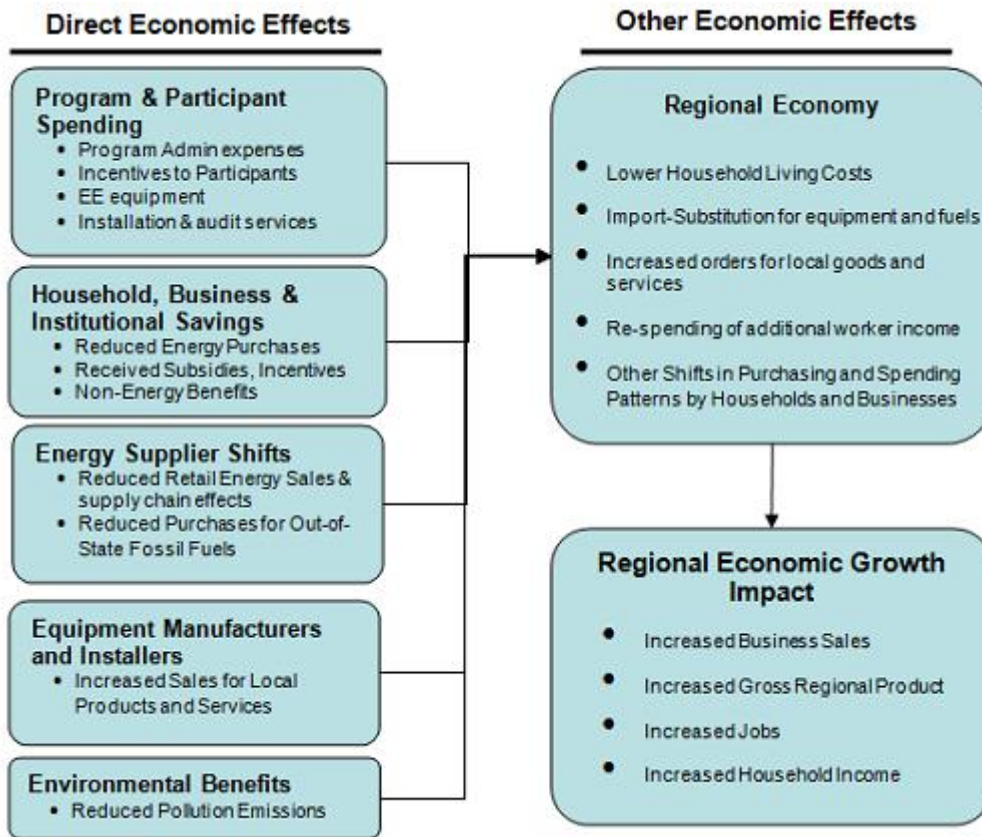 Direct Economic Effects
Program & Participant
Spending
• Program Admin expenses
• Incentives to Participants
• EE equipment
• Installation & audit services
Household, Business &
Institutional Savings
• Reduced Energy Purchases
• Received Subsidies, Incentives
• Non-Energy Benefits
Energy Supplier Shifts
• Reduced Retail Energy Sales &
supply chain effects
• Reduced Purchases for Out-of-
State Fossil Fuels
Equipment Manufacturers
and Installers
• Increased Sales for Local
Products and Services
Environmental Benefits
• Reduced Pollution Emissions
Other Economic Effects
Regional Economy
• Lower Household Living Costs
• Import-Substitution for equipment and fuels
• Increased orders for local goods and
services
• Re-spending of additional worker income
• Other Shifts in Purchasing and Spending
Patterns by Households and Businesses
Regional Economic Growth
Impact
• Increased Business Sales
• Increased Gross Regional Product
• Increased Jobs
• Increased Household Income